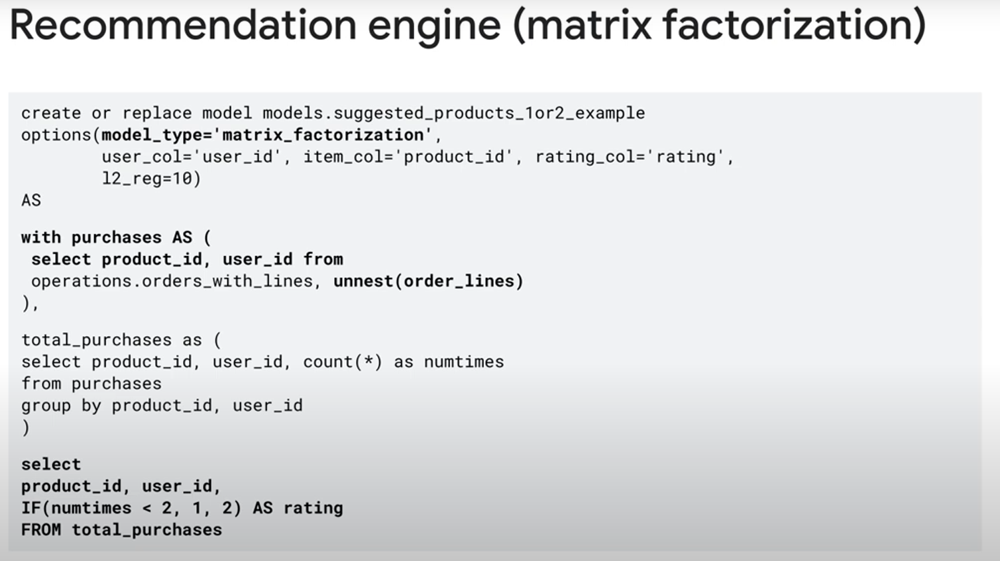 Recommendation engine (matrix factorization)
create or replace model models.suggested_products_1or2_example
options(model_type='matrix_factorization',
user_col='user_id', item_col='product_id', rating_col='rating',
l2_reg=10)
AS
with purchases AS (
select product_id, user_id from
operations.orders_with_lines, unnest(order_lines)
),
total_purchases as (
select product_id, user_id, count(*) as numtimes
from purchases
group by product_id, user_id
)
select
product_id, user_id,
IF(numtimes < 2, 1, 2) AS rating
FROM total_purchases